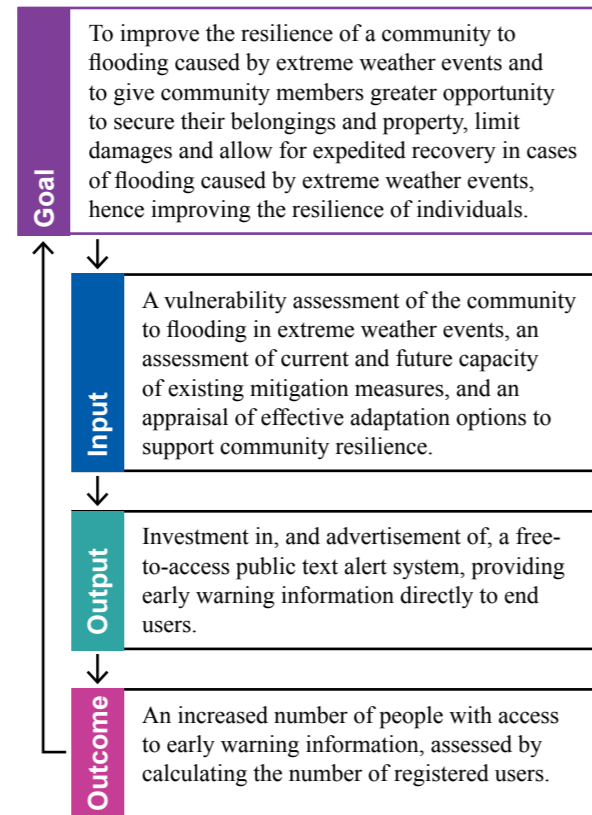 Goal
To improve the resilience of a community to
flooding caused by extreme weather events and
to give community members greater opportunity
to secure their belongings and property, limit
damages and allow for expedited recovery in cases
of flooding caused by extreme weather events,
hence improving the resilience of individuals.
Input
A vulnerability assessment of the community
to flooding in extreme weather events, an
assessment of current and future capacity
of existing mitigation measures, and an
appraisal of effective adaptation options to
support community resilience.
Output
Investment in, and advertisement of, a free-
to-access public text alert system, providing
early warning information directly to end
users.
Outcome
An increased number of people with access
to early warning information, assessed by
calculating the number of registered users.